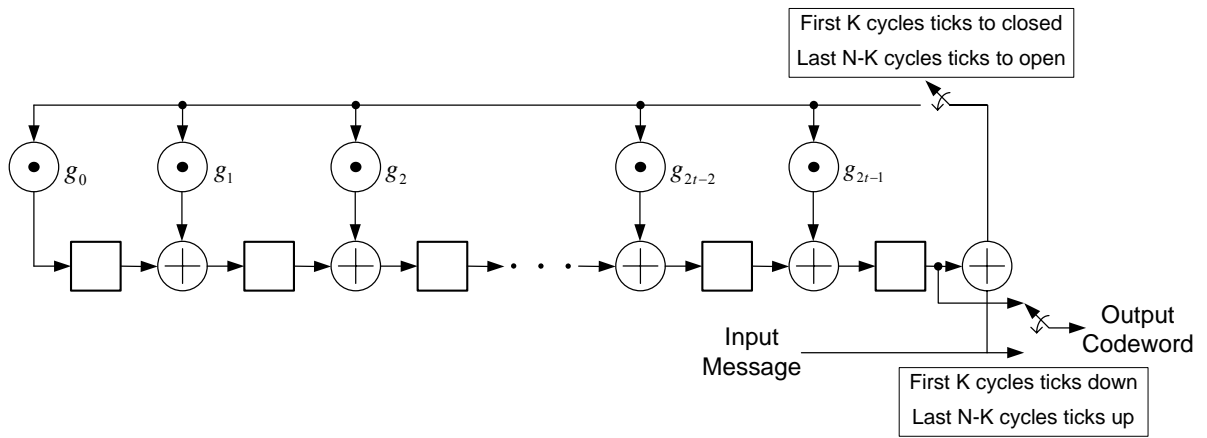 First K cycles ticks to closed
Last N-K cycles ticks to open
g₀
g₁
g₂
g₂ₜ₋₂
g₂ₜ₋₁
Input
Message
Output
Codeword
First K cycles ticks down
Last N-K cycles ticks up